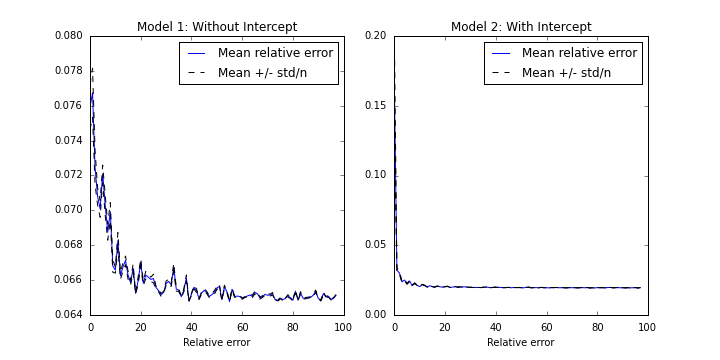 Model 1: Without Intercept
0.080
0.078
0.076
0.074
0.072
0.070
0.068
0.066
0.064
Mean relative error
Mean +/- std/n
0 20 40 60 80 100
Relative error
Model 2: With Intercept
0.20
0.15
0.10
0.05
0.00
Mean relative error
Mean +/- std/n
0 20 40 60 80 100
Relative error